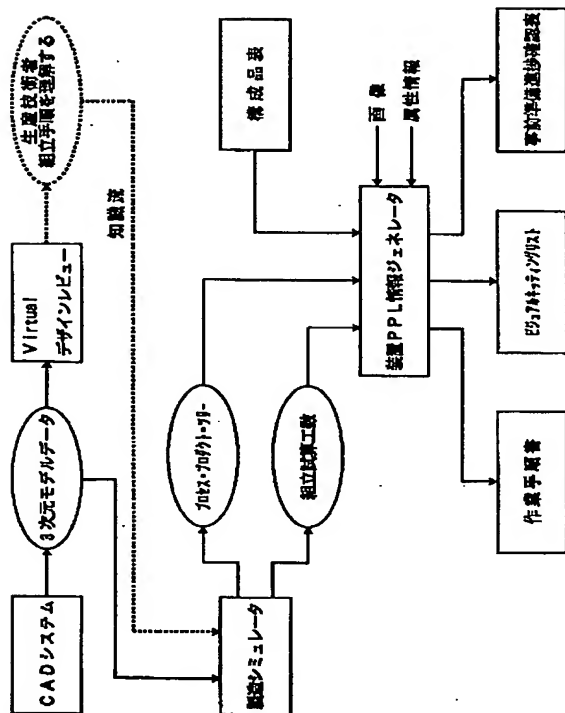 CADシステム
3次元モデルデータ
Virtual
デザインレビュー
生産技術者
組立手順を理解する
知識流
製造シミュレータ
プロセス・プロダクト・ツリー
組立試算工数
構成品表
画像
属性情報
装置PPL情報ジェネレータ
作業手順書
ビジュアルキッティングリスト
事前準備進捗確認表